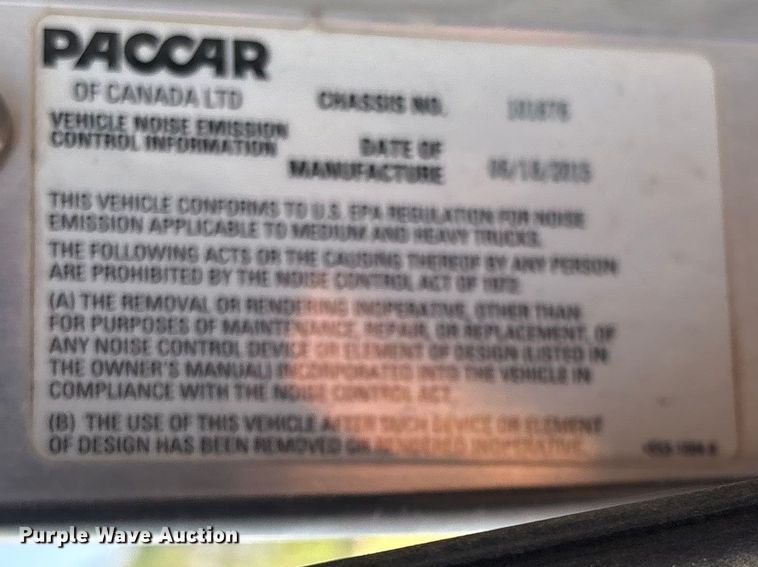 PACCAR
OF CANADA LTD
CHASSIS NO.
VEHICLE NOISE EMISSION
CONTROL INFORMATION
DATE OF
MANUFACTURE
THIS VEHICLE CONFORMS TO U.S. EPA REGULATION FOR NOISE
EMISSION APPLICABLE TO MEDIUM AND HEAVY TRUCKS.
THE FOLLOWING ACTS OR THE CAUSING THEREOF BY ANY PERSON
ARE PROHIBITED BY THE NOISE CONTROL ACT OF 1972.
(A) THE REMOVAL OR RENDERING INOPERATIVE, OTHER THAN
FOR PURPOSES OF MAINTENANCE, REPAIR, OR REPLACEMENT, OF
ANY NOISE CONTROL DEVICE OR ELEMENT OF DESIGN (LISTED IN
THE OWNER'S MANUAL) INCORPORATED INTO THE VEHICLE IN
COMPLIANCE WITH THE NOISE CONTROL ACT.
(B) THE USE OF THIS VEHICLE AFTER SUCH DEVICE OR ELEMENT
OF DESIGN HAS BEEN REMOVED OR RENDERED INOPERATIVE.
Purple Wave Auction